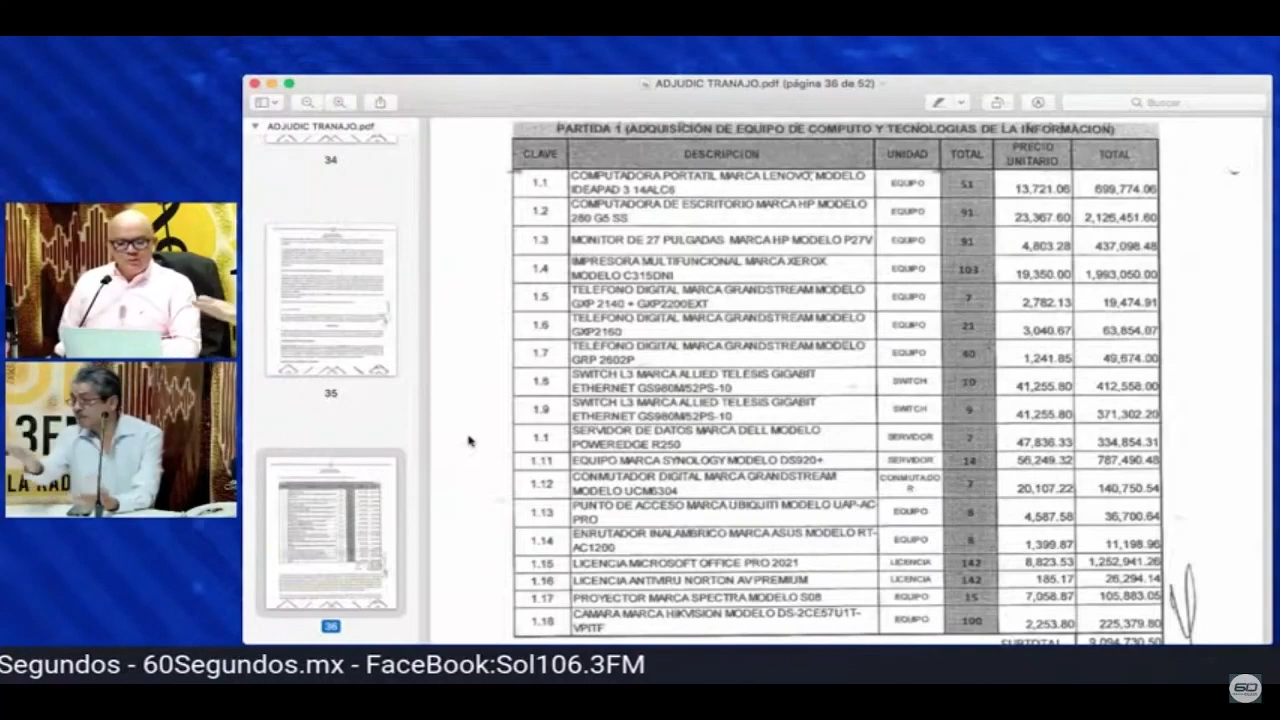 ADJUDIC TRANAJO.pdf (página 36 de 52)
Buscar
ADJUDIC TRANAJO.pdf
34
35
36
PARTIDA 1 (ADQUISICIÓN DE EQUIPO DE COMPUTO Y TECNOLOGIAS DE LA INFORMACION)
CLAVE DESCRIPCION UNIDAD TOTAL PRECIO UNITARIO TOTAL
1.1 COMPUTADORA PORTATIL MARCA LENOVO, MODELO IDEAPAD 3 14ALC6 EQUIPO 51 13,721.06 699,774.06
1.2 COMPUTADORA DE ESCRITORIO MARCA HP MODELO 280 G5 SS EQUIPO 91 23,367.60 2,126,451.60
1.3 MONITOR DE 27 PULGADAS MARCA HP MODELO P27V EQUIPO 91 4,803.28 437,098.48
1.4 IMPRESORA MULTIFUNCIONAL MARCA XEROX MODELO C315DNI EQUIPO 103 19,350.00 1,993,050.00
1.5 TELEFONO DIGITAL MARCA GRANDSTREAM MODELO GXP 2140 + GXP2200EXT EQUIPO 7 2,782.13 19,474.91
1.6 TELEFONO DIGITAL MARCA GRANDSTREAM MODELO GXP2160 EQUIPO 21 3,040.67 63,854.07
1.7 TELEFONO DIGITAL MARCA GRANDSTREAM MODELO GRP 2602P EQUIPO 40 1,241.85 49,674.00
1.8 SWITCH L3 MARCA ALLIED TELESIS GIGABIT ETHERNET GS980M52PS-10 SWITCH 10 41,255.80 412,558.00
1.9 SWITCH L3 MARCA ALLIED TELESIS GIGABIT ETHERNET GS980M52PS-10 SWITCH 9 41,255.80 371,302.20
1.1 SERVIDOR DE DATOS MARCA DELL MODELO POWEREDGE R250 SERVIDOR 7 47,836.33 334,854.31
1.11 EQUIPO MARCA SYNOLOGY MODELO DS920+ SERVIDOR 14 56,249.32 787,490.48
1.12 CONMUTADOR DIGITAL MARCA GRANDSTREAM MODELO UCM6304 CONMUTADO R 7 20,107.22 140,750.54
1.13 PUNTO DE ACCESO MARCA UBIQUITI MODELO UAP-AC-PRO EQUIPO 8 4,587.58 36,700.64
1.14 ENRUTADOR INALAMBRICO MARCA ASUS MODELO RT-AC1200 EQUIPO 8 1,399.87 11,198.96
1.15 LICENCIA MICROSOFT OFFICE PRO 2021 LICENCIA 142 8,823.53 1,252,941.26
1.16 LICENCIA ANTIVIRU NORTON AV PREMIUM LICENCIA 142 185.17 26,294.14
1.17 PROYECTOR MARCA SPECTRA MODELO S08 EQUIPO 15 7,058.87 105,883.05
1.18 CAMARA MARCA HIKVISION MODELO DS-2CE57U1T-VPITF EQUIPO 100 2,253.80 225,379.80
SUBTOTAL 9,094,730.50
3F
LA RAD
Segundos - 60Segundos.mx - FaceBook:Sol106.3FM
60